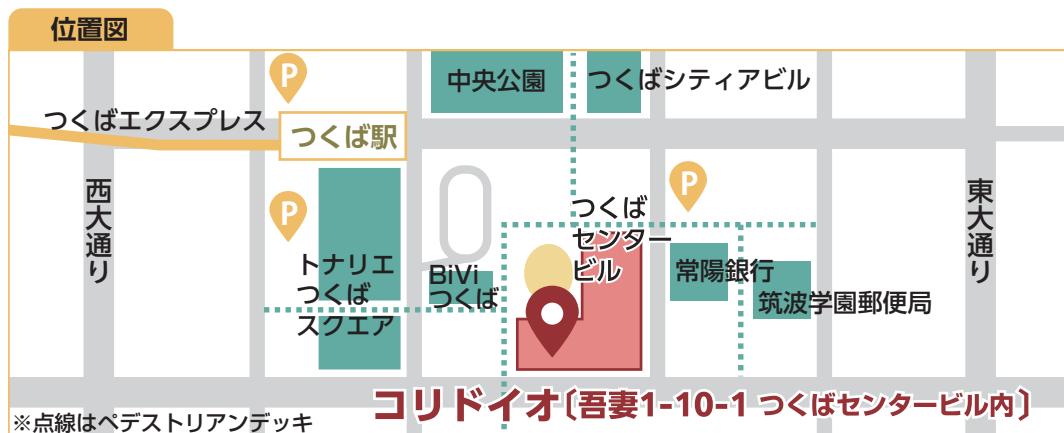 位置図
P
中央公園
つくばシティアビル
つくばエクスプレス
つくば駅
P
P
西大通り
東大通り
つくば
センター
ビル
トナリエ
つくば
スクエア
BiVi
つくば
常陽銀行
筑波学園郵便局
コリドイオ〔吾妻1-10-1 つくばセンタービル内〕
※点線はペデストリアンデッキ